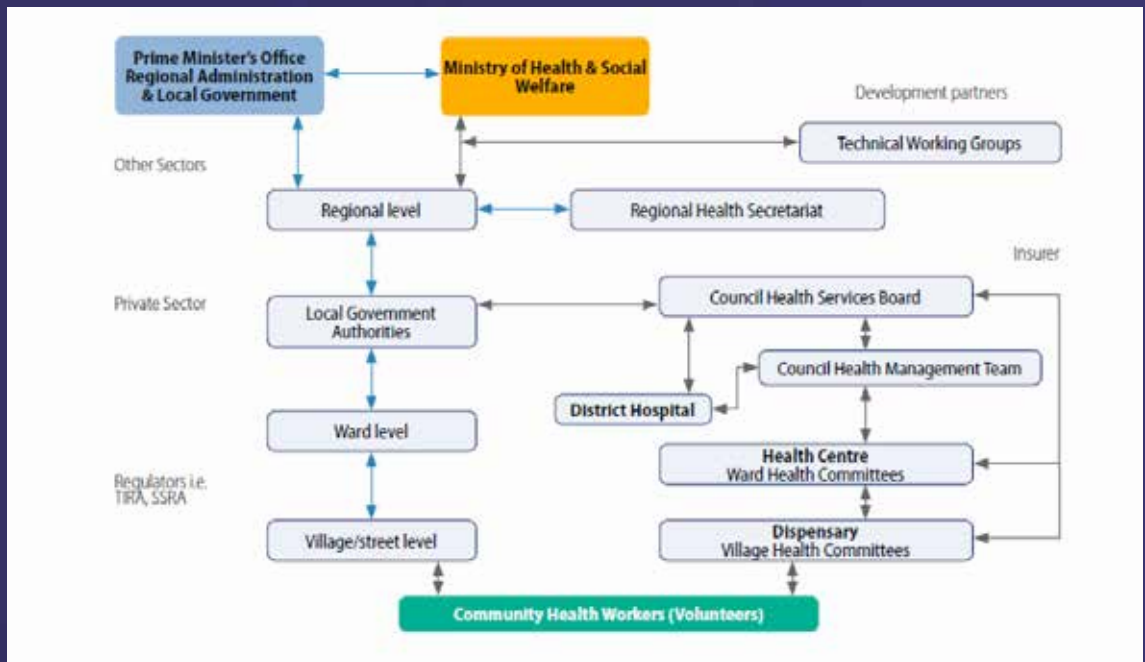 Prime Minister's Office
Regional Administration
& Local Government
Ministry of Health & Social
Welfare
Development partners
Technical Working Groups
Other Sectors
Regional level
Regional Health Secretariat
Insurer
Private Sector
Local Government
Authorities
Council Health Services Board
Council Health Management Team
District Hospital
Ward level
Health Centre
Ward Health Committees
Regulators i.e.
TIRA, SSRA
Village/street level
Dispensary
Village Health Committees
Community Health Workers (Volunteers)